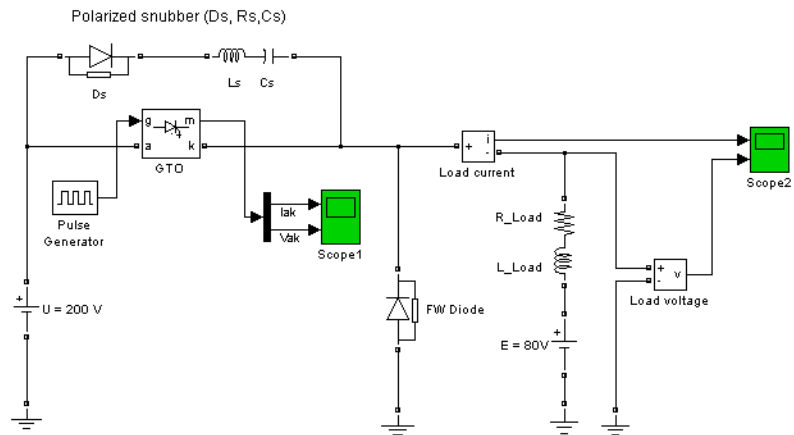 Polarized snubber (Ds, Rs,Cs)
Ds
Ls
Cs
g
m
a
k
GTO
Pulse
Generator
Iak
Vak
Scope1
+
i
-
Load current
Scope2
R_Load
L_Load
+
-
v
Load voltage
+
U = 200 V
FW Diode
+
E = 80V